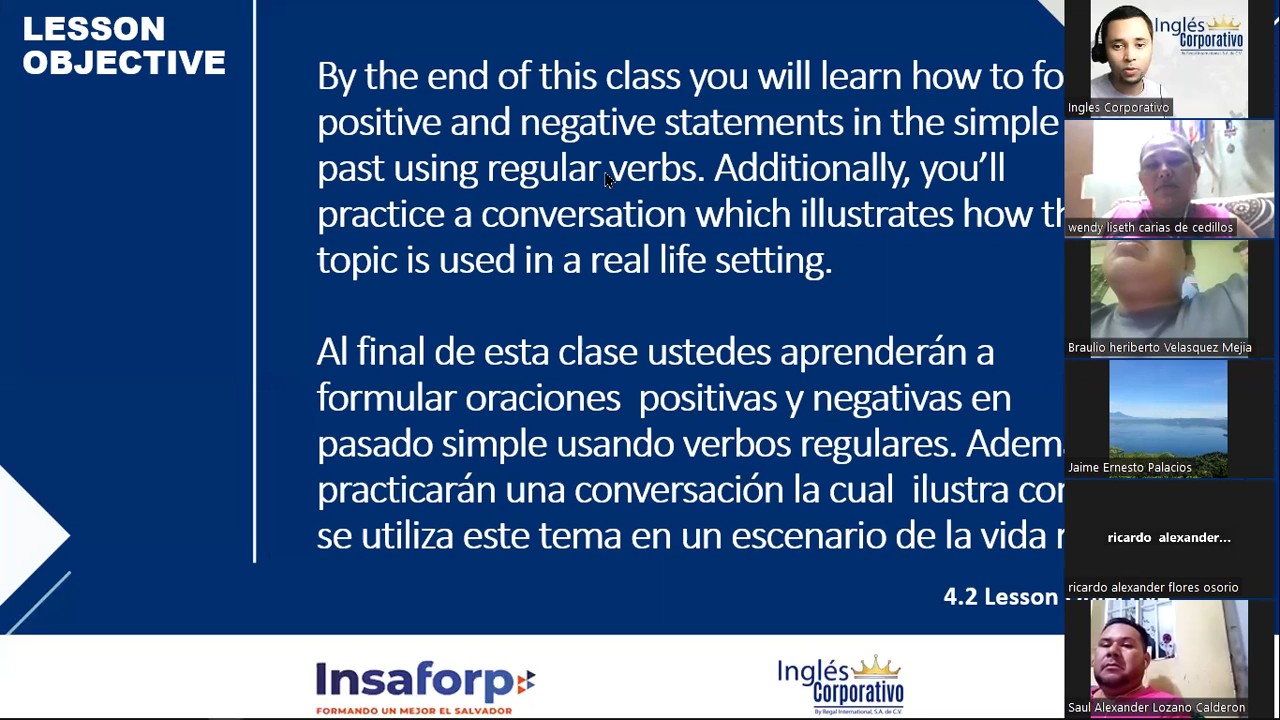 LESSON
OBJECTIVE
By the end of this class you will learn how to fo
positive and negative statements in the simple
past using regular verbs. Additionally, you’ll
practice a conversation which illustrates how th
topic is used in a real life setting.
Al final de esta clase ustedes aprenderán a
formular oraciones positivas y negativas en
pasado simple usando verbos regulares. Adem
practicarán una conversación la cual ilustra co
se utiliza este tema en un escenario de la vida r
4.2 Lesson
Insaforp
FORMANDO UN MEJOR EL SALVADOR
Inglés
Corporativo
By Regal International, S.A. de C.V.
Inglés
Corporativo
Ingles Corporativo
wendy liseth carias de cedillos
Braulio heriberto Velasquez Mejia
Jaime Ernesto Palacios
ricardo alexander...
ricardo alexander flores osorio
Saul Alexander Lozano Calderon